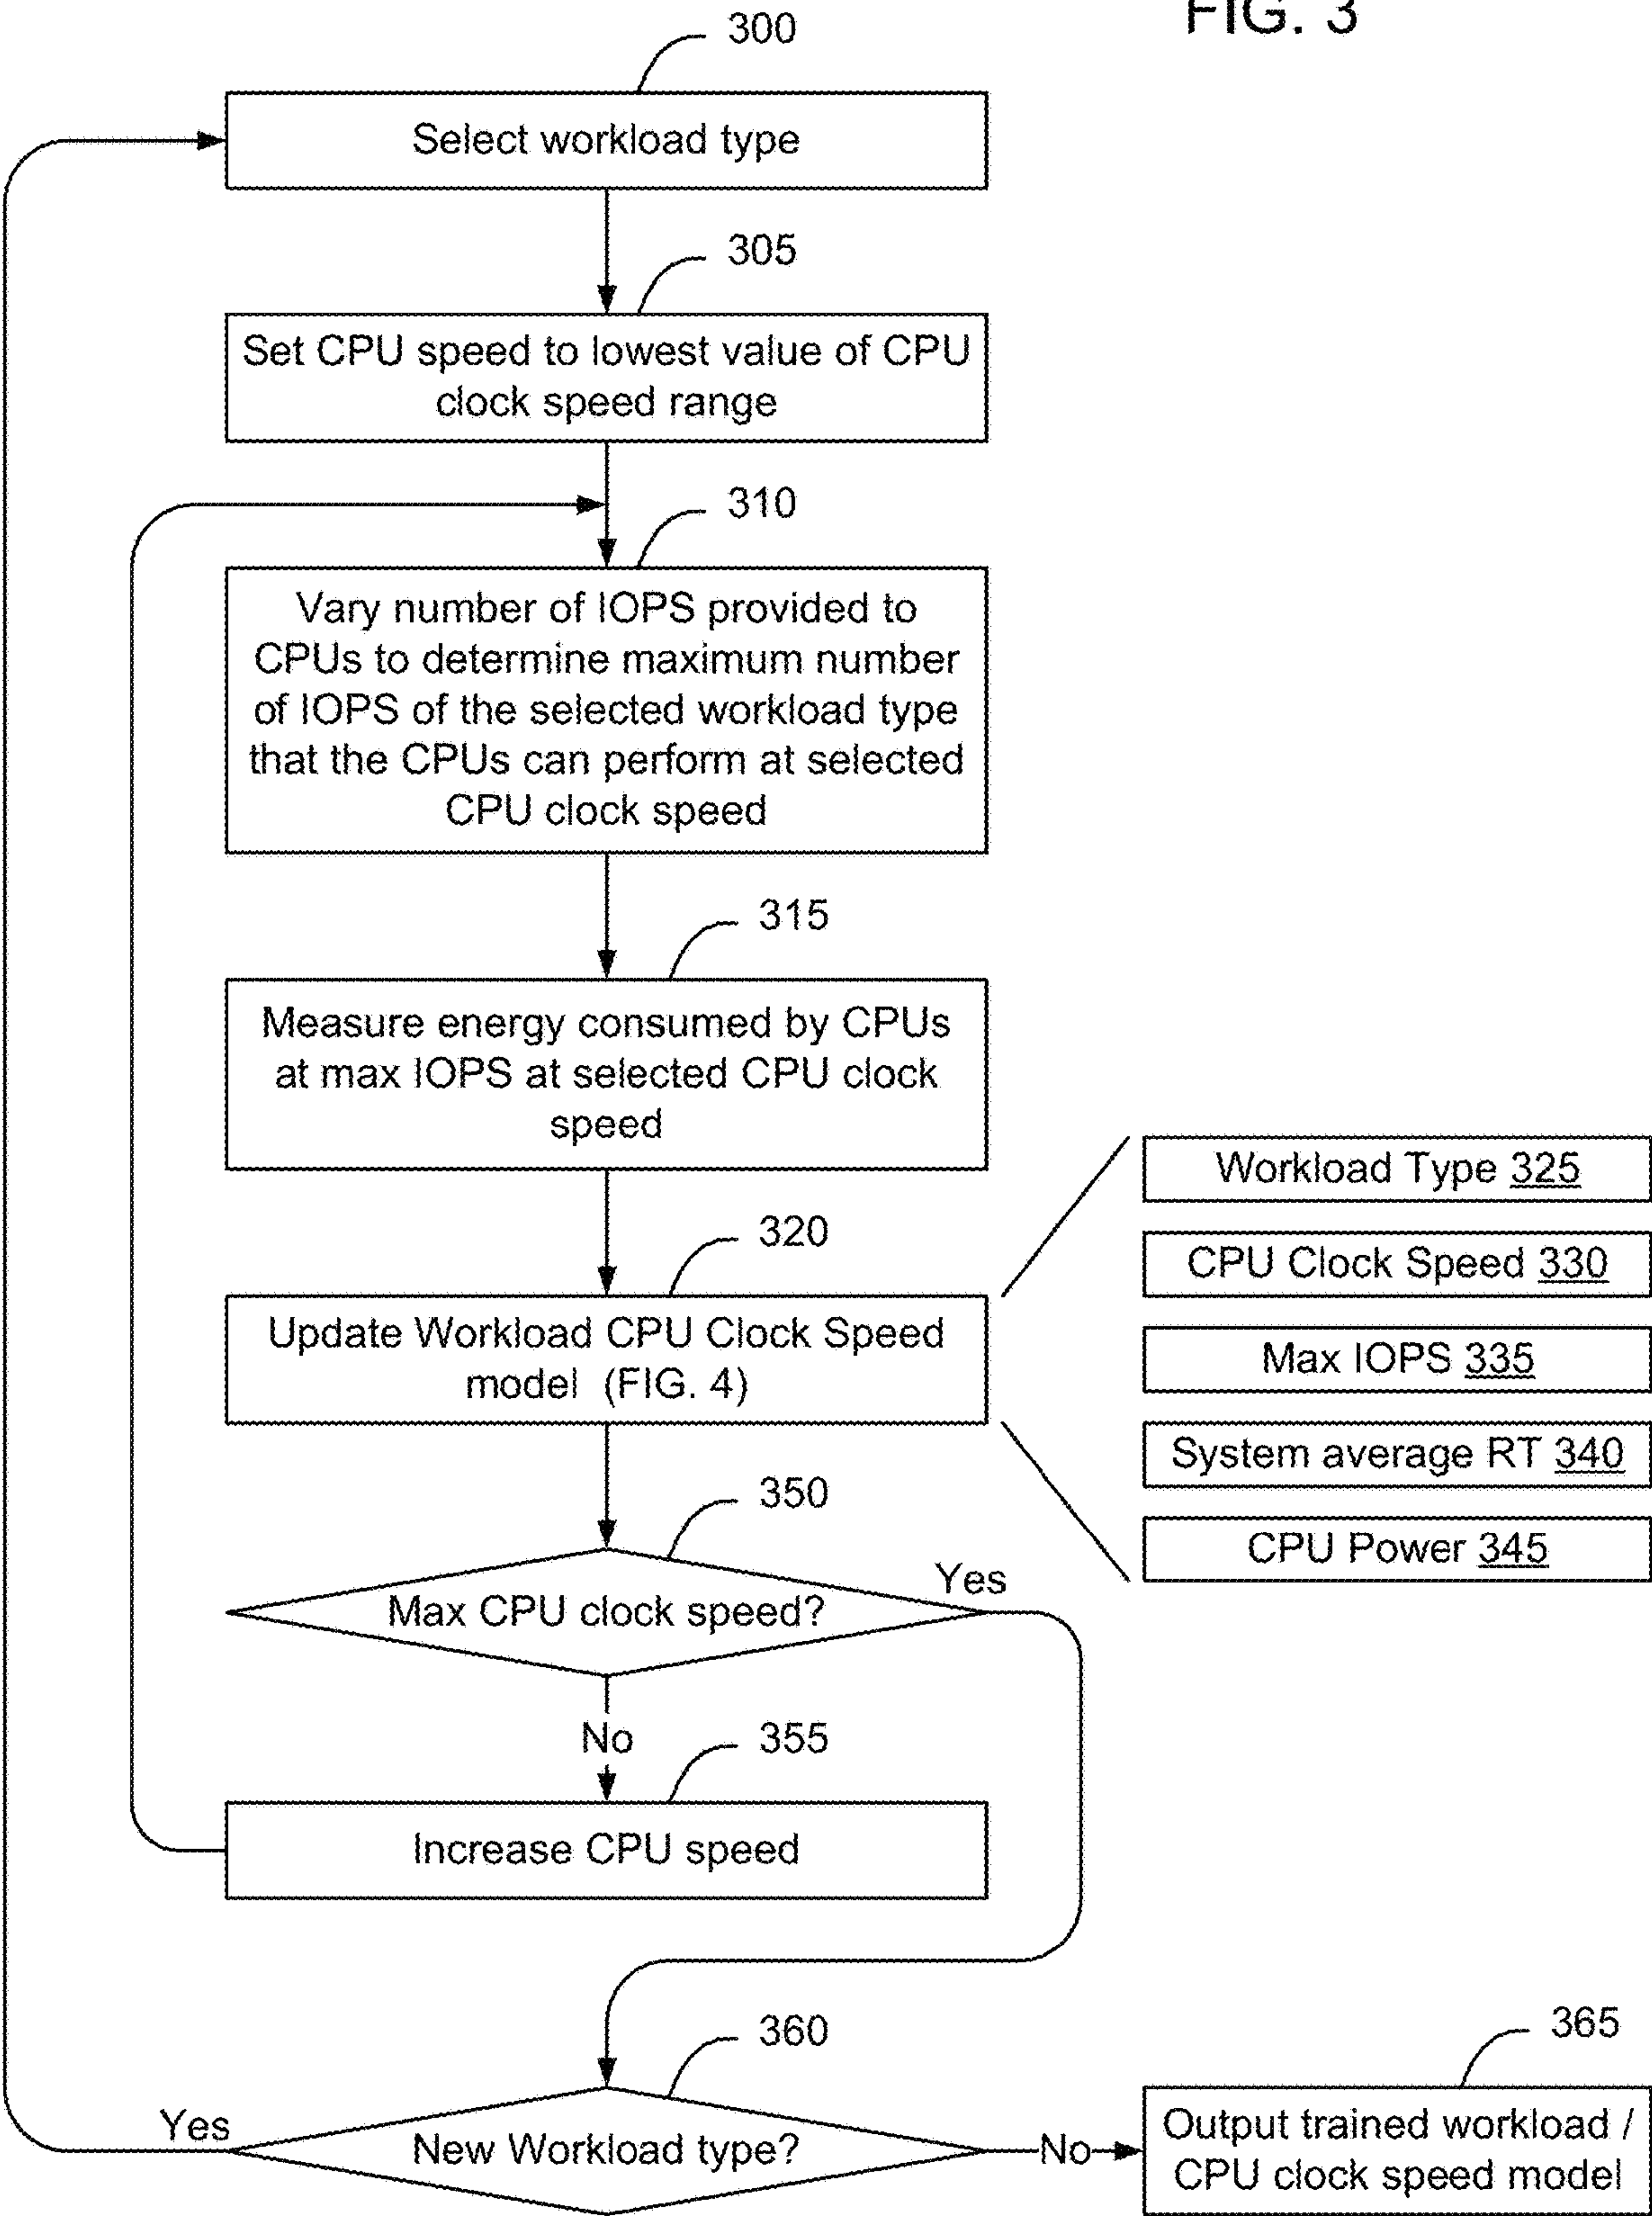 FIG. 3
300
Select workload type
305
Set CPU speed to lowest value of CPU
clock speed range
310
Vary number of IOPS provided to
CPUs to determine maximum number
of IOPS of the selected workload type
that the CPUs can perform at selected
CPU clock speed
315
Measure energy consumed by CPUs
at max IOPS at selected CPU clock
speed
320
Update Workload CPU Clock Speed
model (FIG. 4)
Workload Type 325
CPU Clock Speed 330
Max IOPS 335
System average RT 340
CPU Power 345
350
Max CPU clock speed?
Yes
No
355
Increase CPU speed
360
New Workload type?
Yes
No
365
Output trained workload /
CPU clock speed model